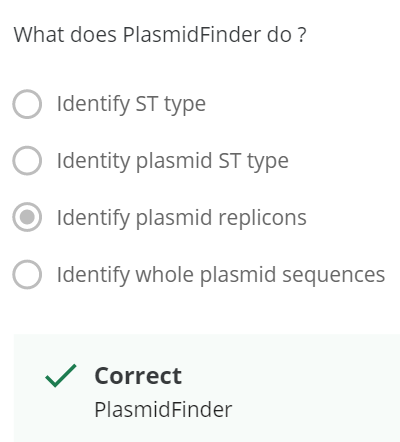 What does PlasmidFinder do ?
Identify ST type
Identity plasmid ST type
Identify plasmid replicons
Identify whole plasmid sequences
Correct
PlasmidFinder